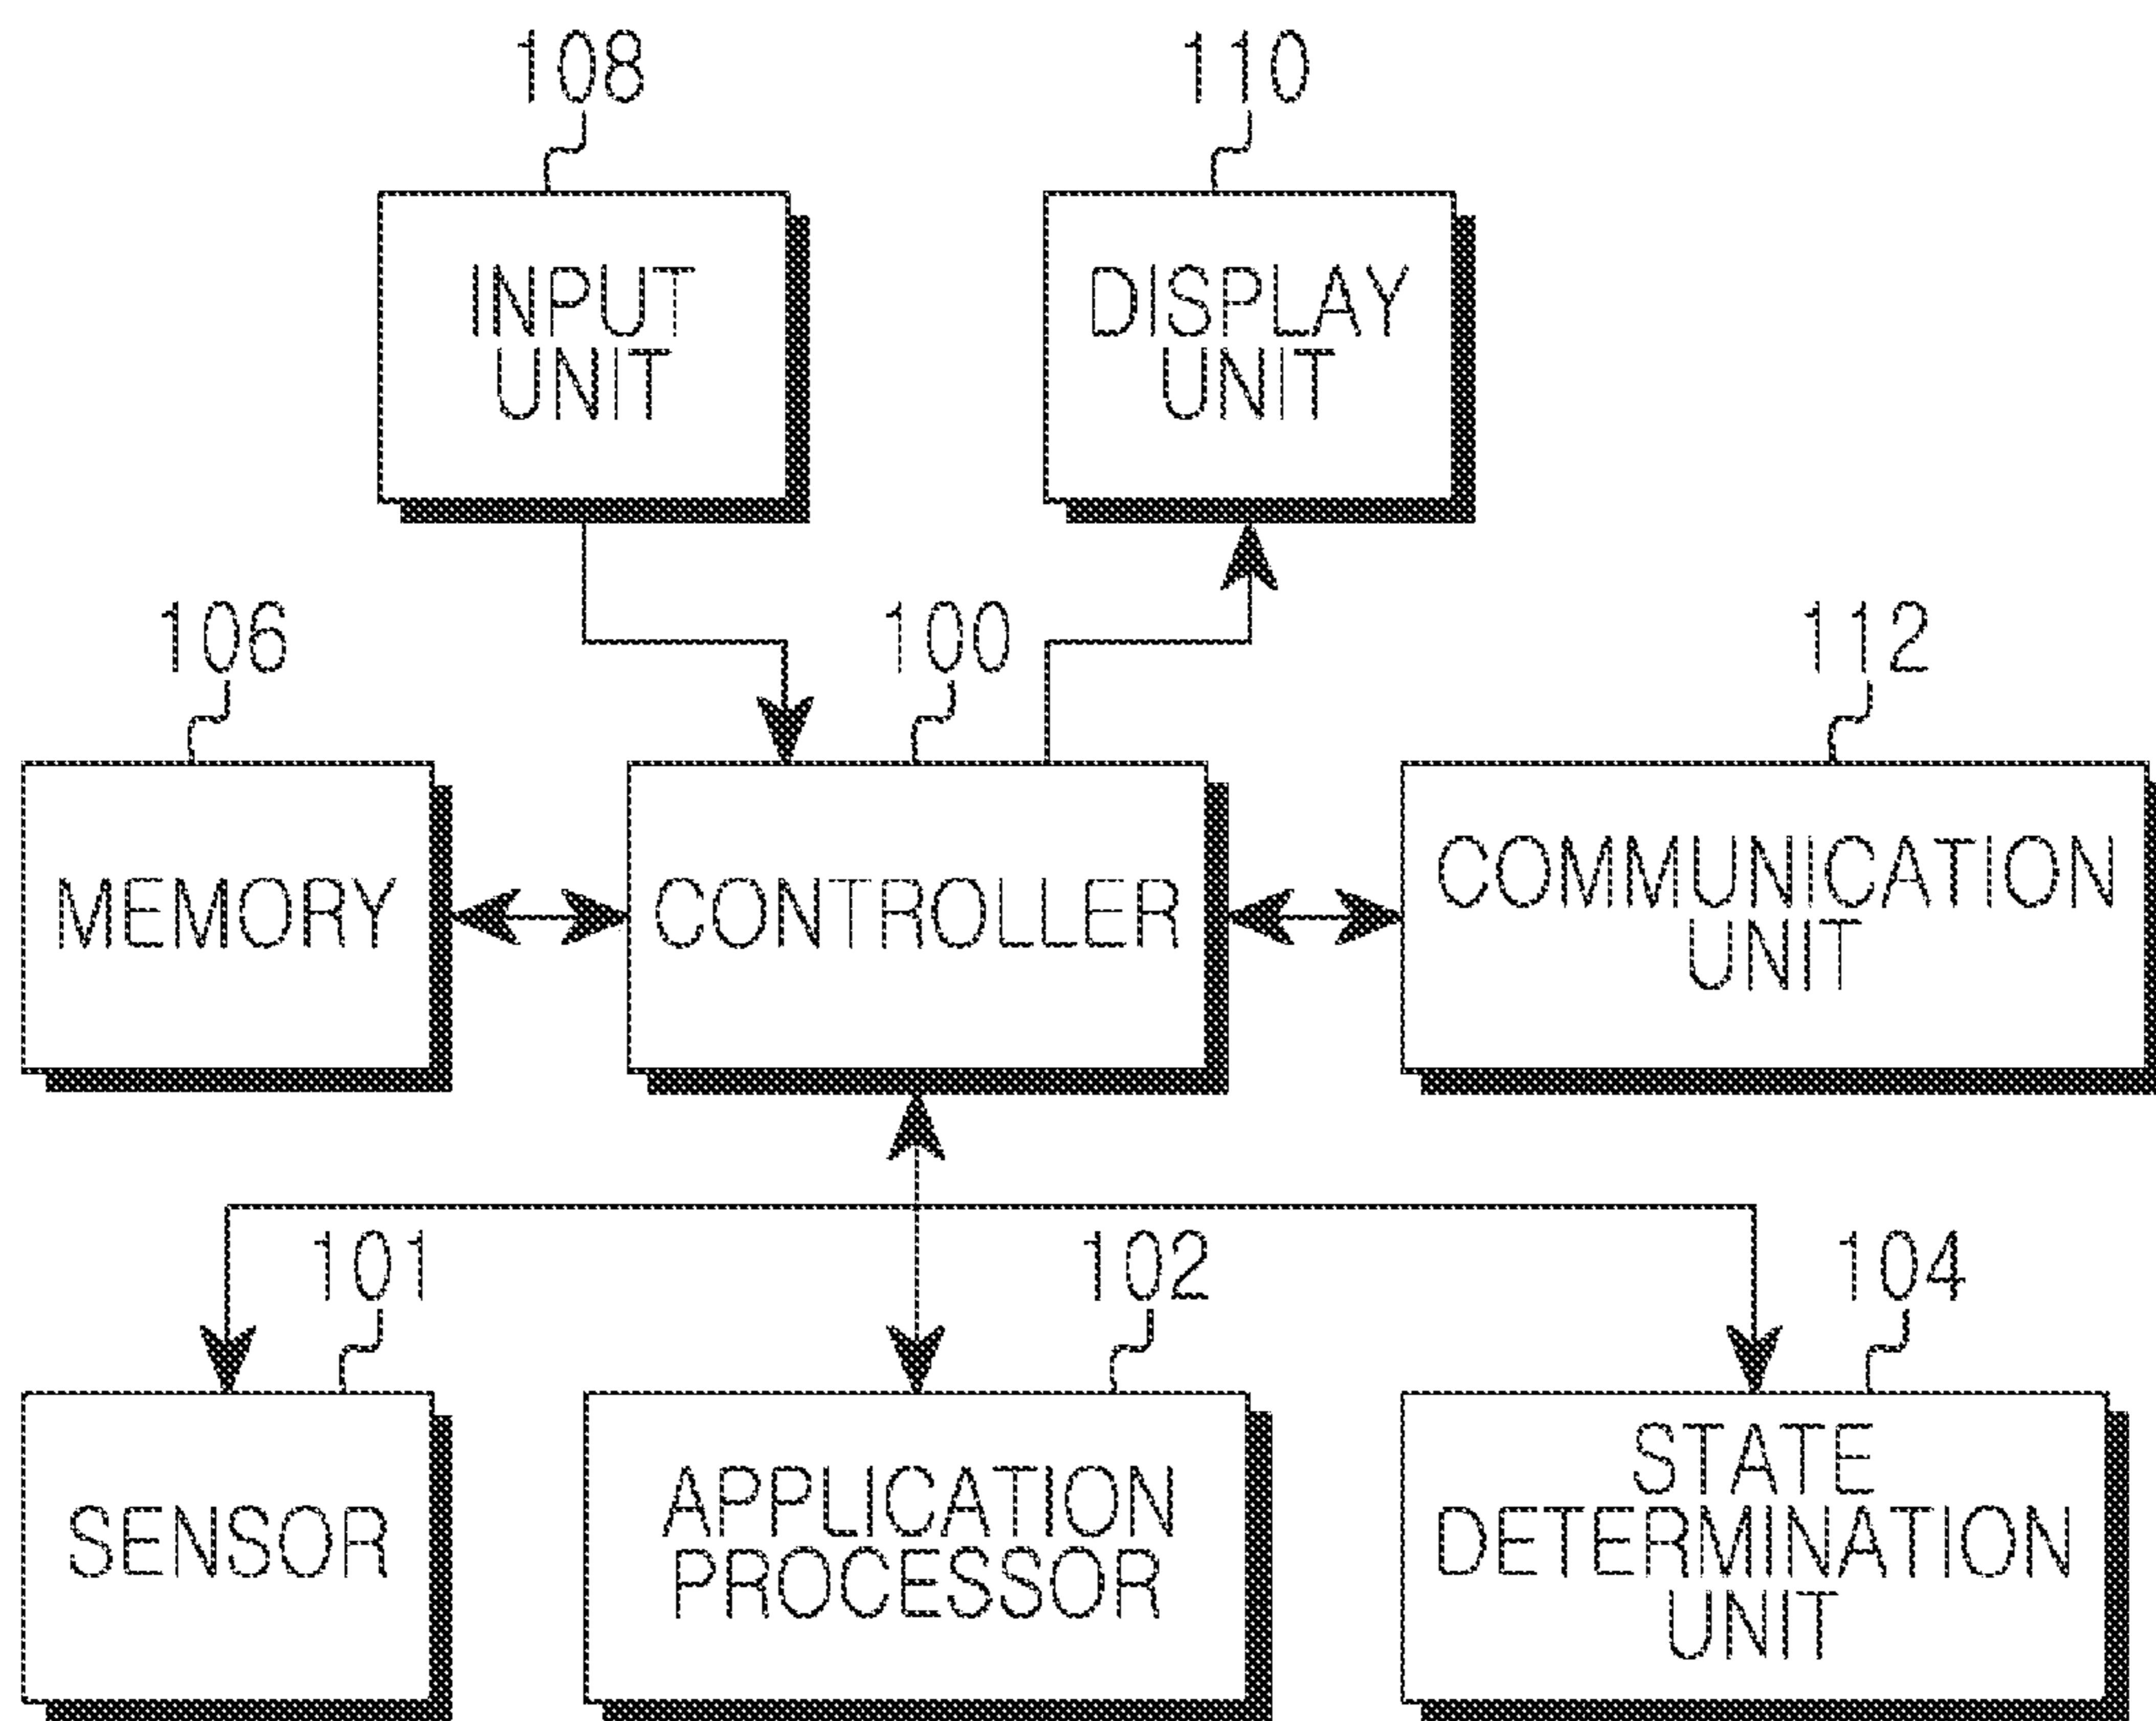 108
110
INPUT
UNIT
DISPLAY
UNIT
106
100
112
MEMORY
CONTROLLER
COMMUNICATION
UNIT
101
102
104
SENSOR
APPLICATION
PROCESSOR
STATE
DETERMINATION
UNIT